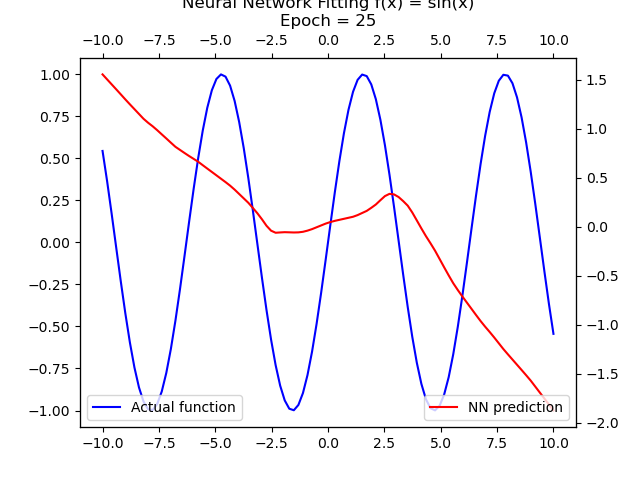 Neural Network Fitting f(x) = sin(x)
Epoch = 25
−10.0 −7.5 −5.0 −2.5 0.0 2.5 5.0 7.5 10.0
1.00
0.75
0.50
0.25
0.00
−0.25
−0.50
−0.75
−1.00
1.5
1.0
0.5
0.0
−0.5
−1.0
−1.5
−2.0
Actual function
NN prediction
−10.0 −7.5 −5.0 −2.5 0.0 2.5 5.0 7.5 10.0